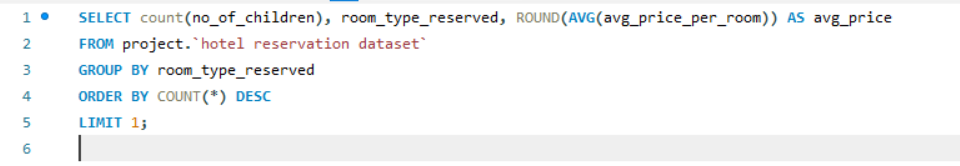 1 SELECT count(no_of_children), room_type_reserved, ROUND(AVG(avg_price_per_room)) AS avg_price
2 FROM project.`hotel reservation dataset`
3 GROUP BY room_type_reserved
4 ORDER BY COUNT(*) DESC
5 LIMIT 1;
6